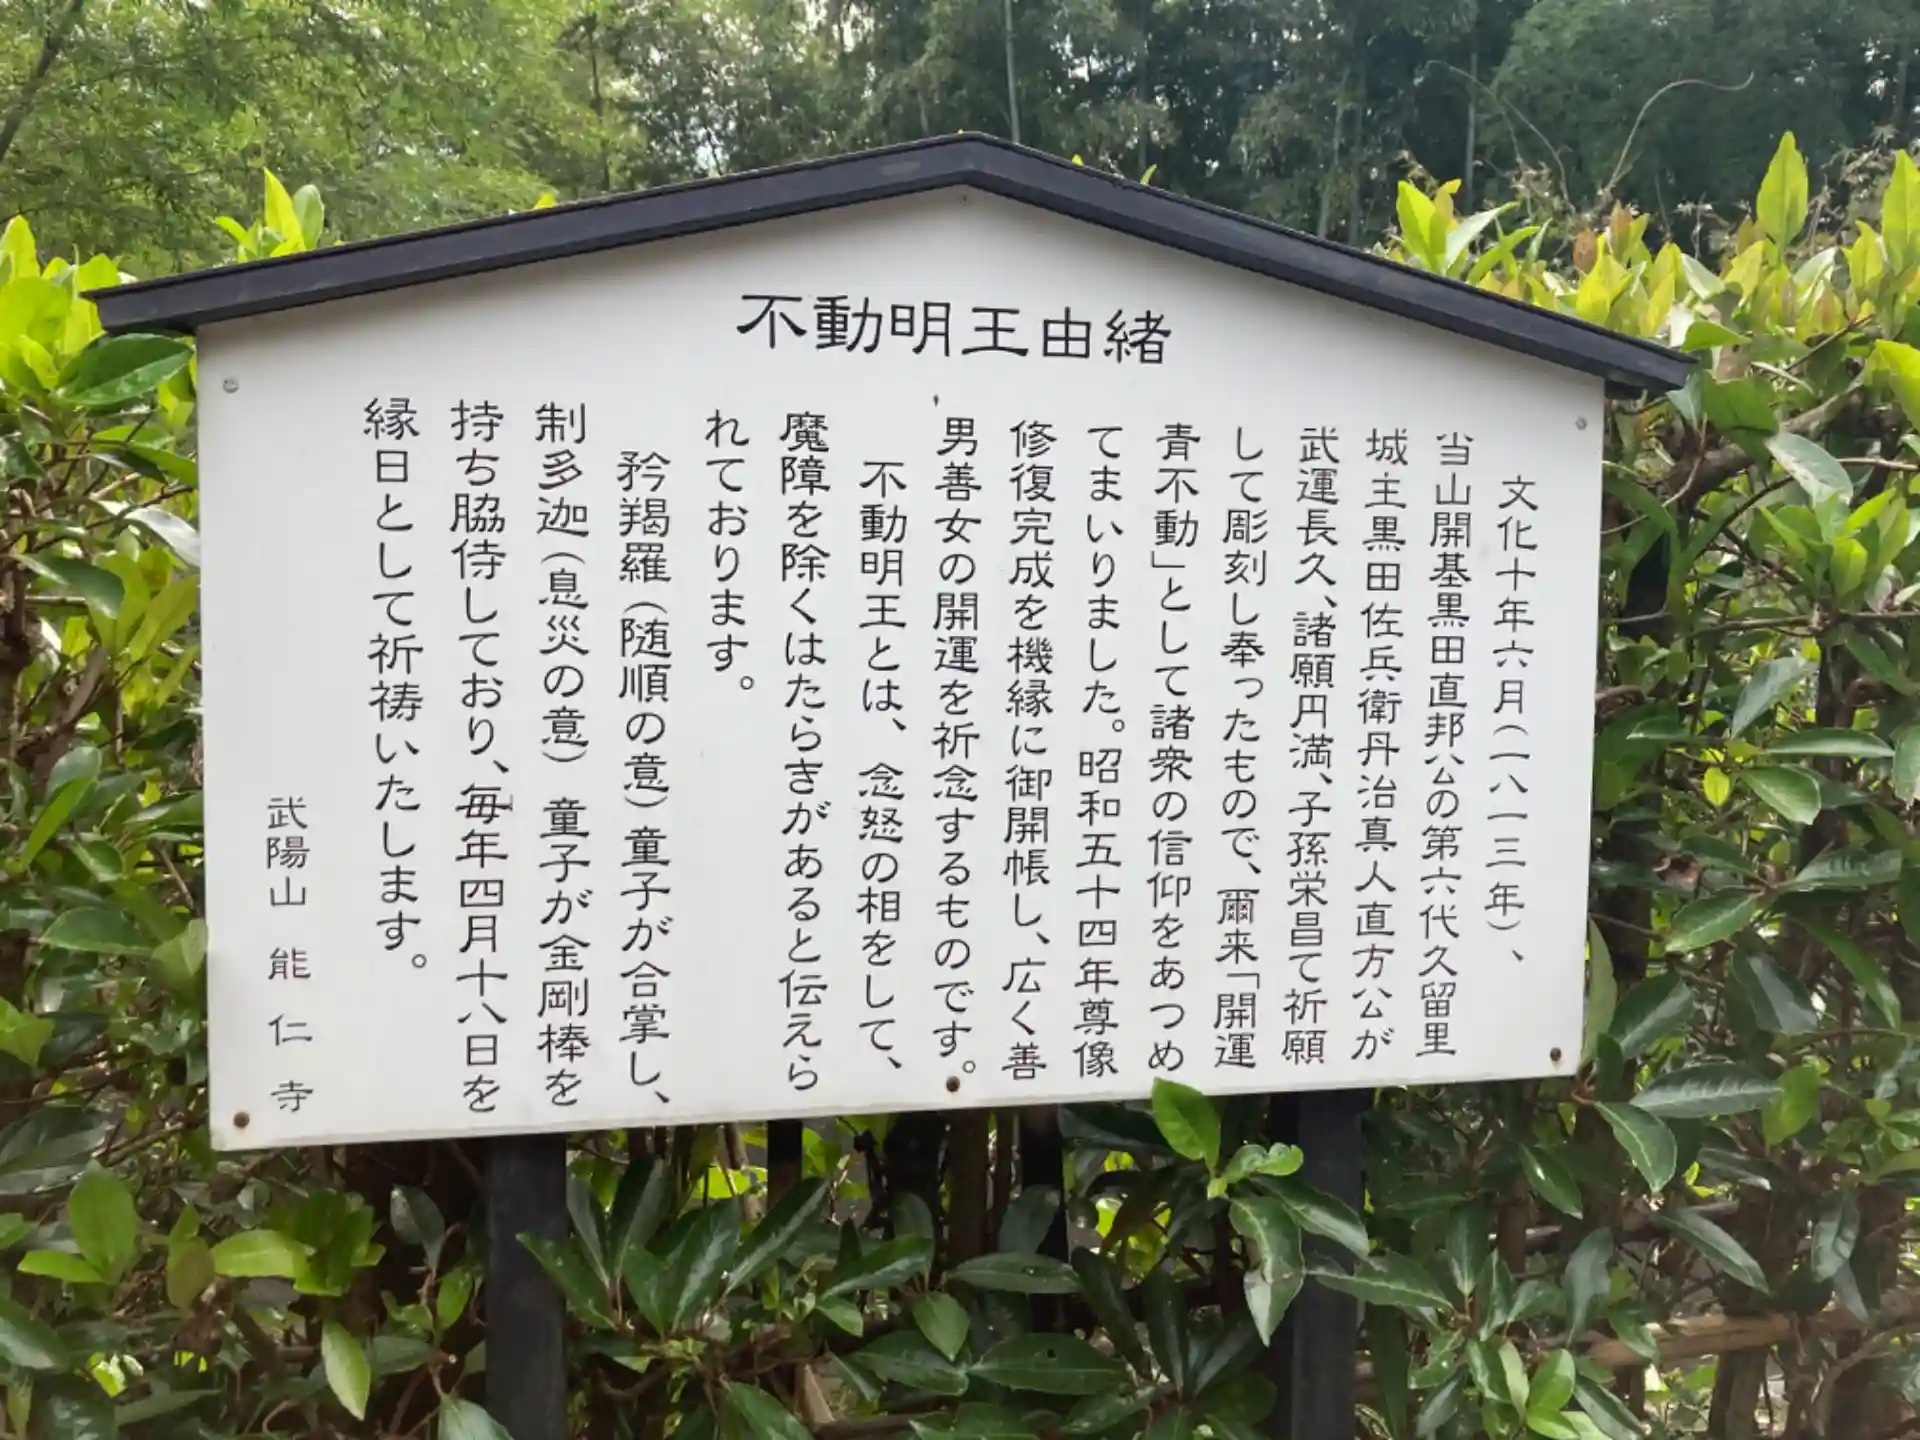 不動明王由緒
文化十年六月(一八一三年)、
当山開基黒田直邦公の第六代久留里
城主黒田佐兵衛丹治真人直方公が
武運長久、諸願円満、子孫栄昌て祈願
して彫刻し奉ったもので、爾来「開運
青不動」として諸衆の信仰をあつめ
てまいりました。昭和五十四年尊像
修復完成を機縁に御開帳し、広く善
男善女の開運を祈念するものです。
不動明王とは、念怒の相をして、
魔障を除くはたらきがあると伝えら
れております。
矜羯羅(随順の意)童子が合掌し、
制多迦(息災の意)童子が金剛棒を
持ち脇侍しており、毎年四月十八日を
縁日として祈祷いたします。
武陽山 能仁寺